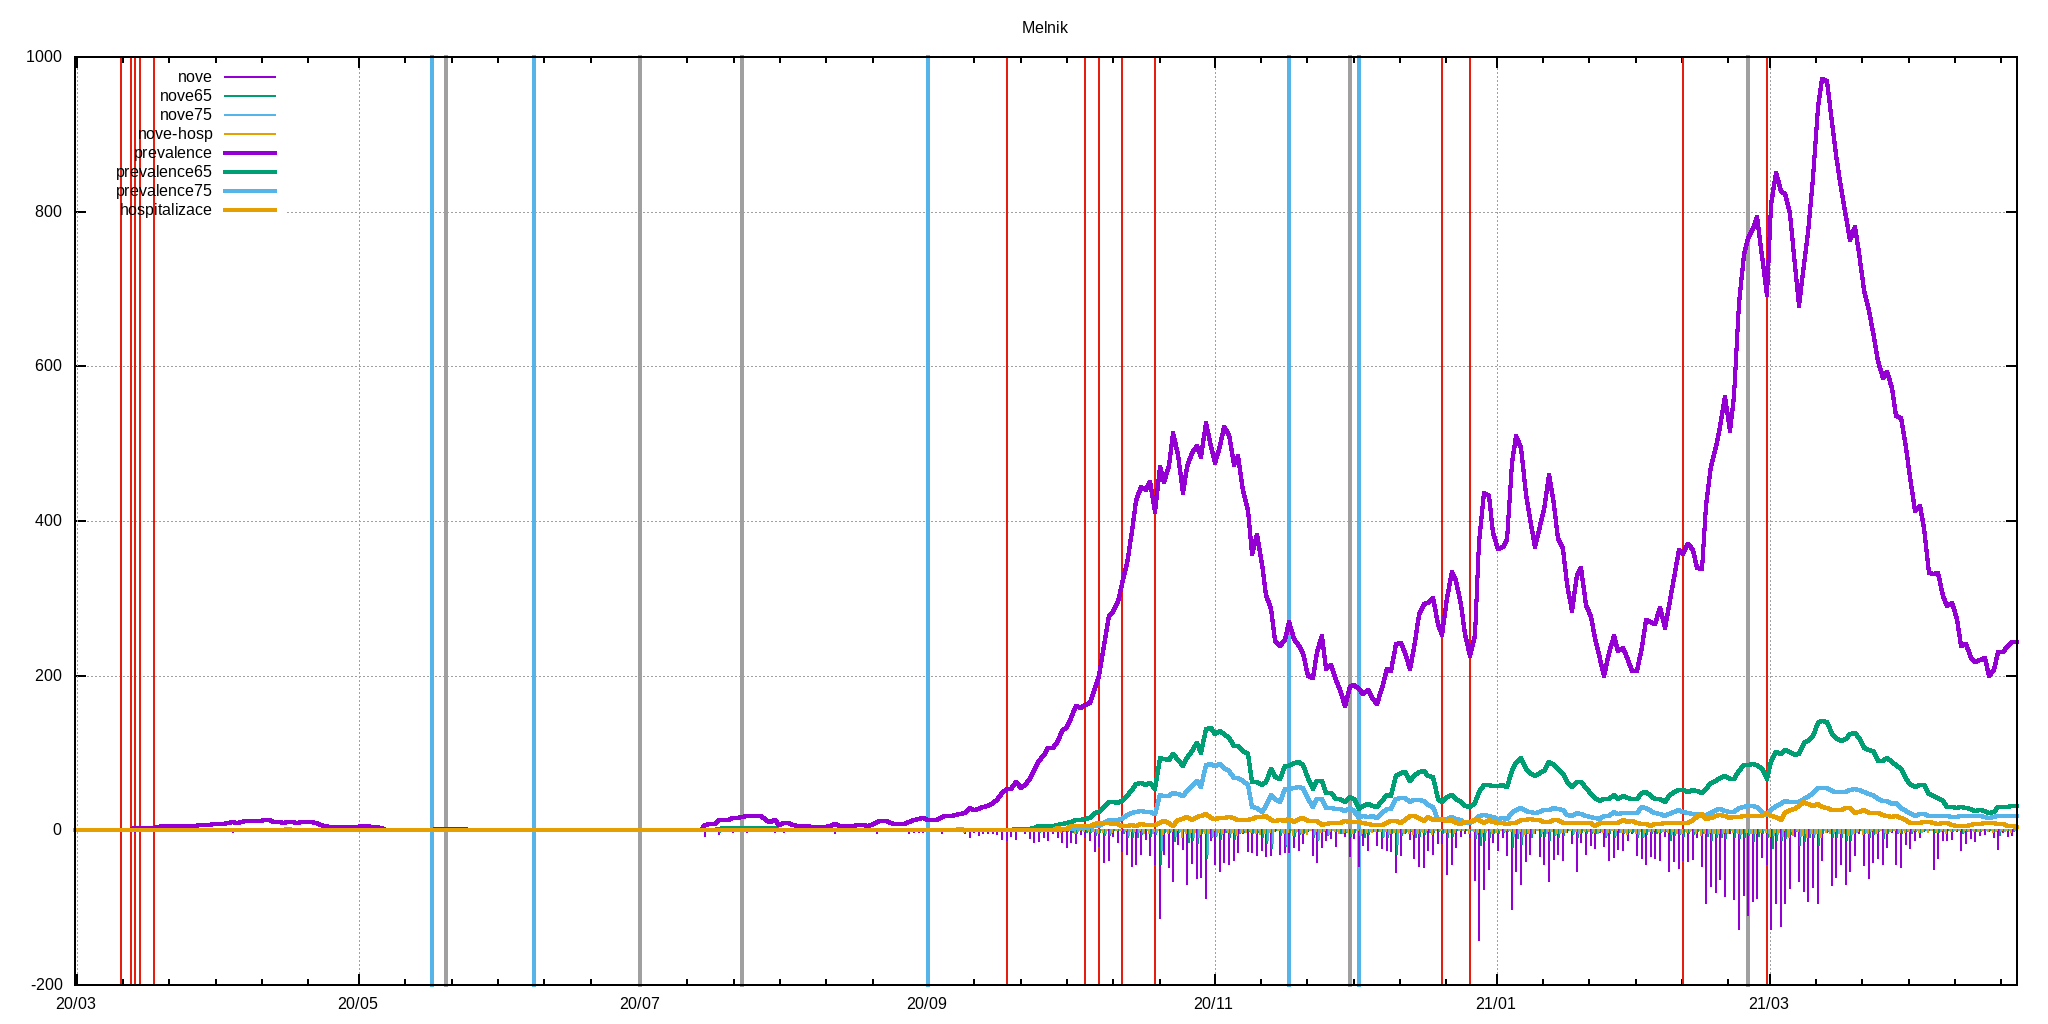 Melnik
1000
800
600
400
200
0
-200
nove
nove65
nove75
nove-hosp
prevalence
prevalence65
prevalence75
hospitalizace
20/03 20/05 20/07 20/09 20/11 21/01 21/03